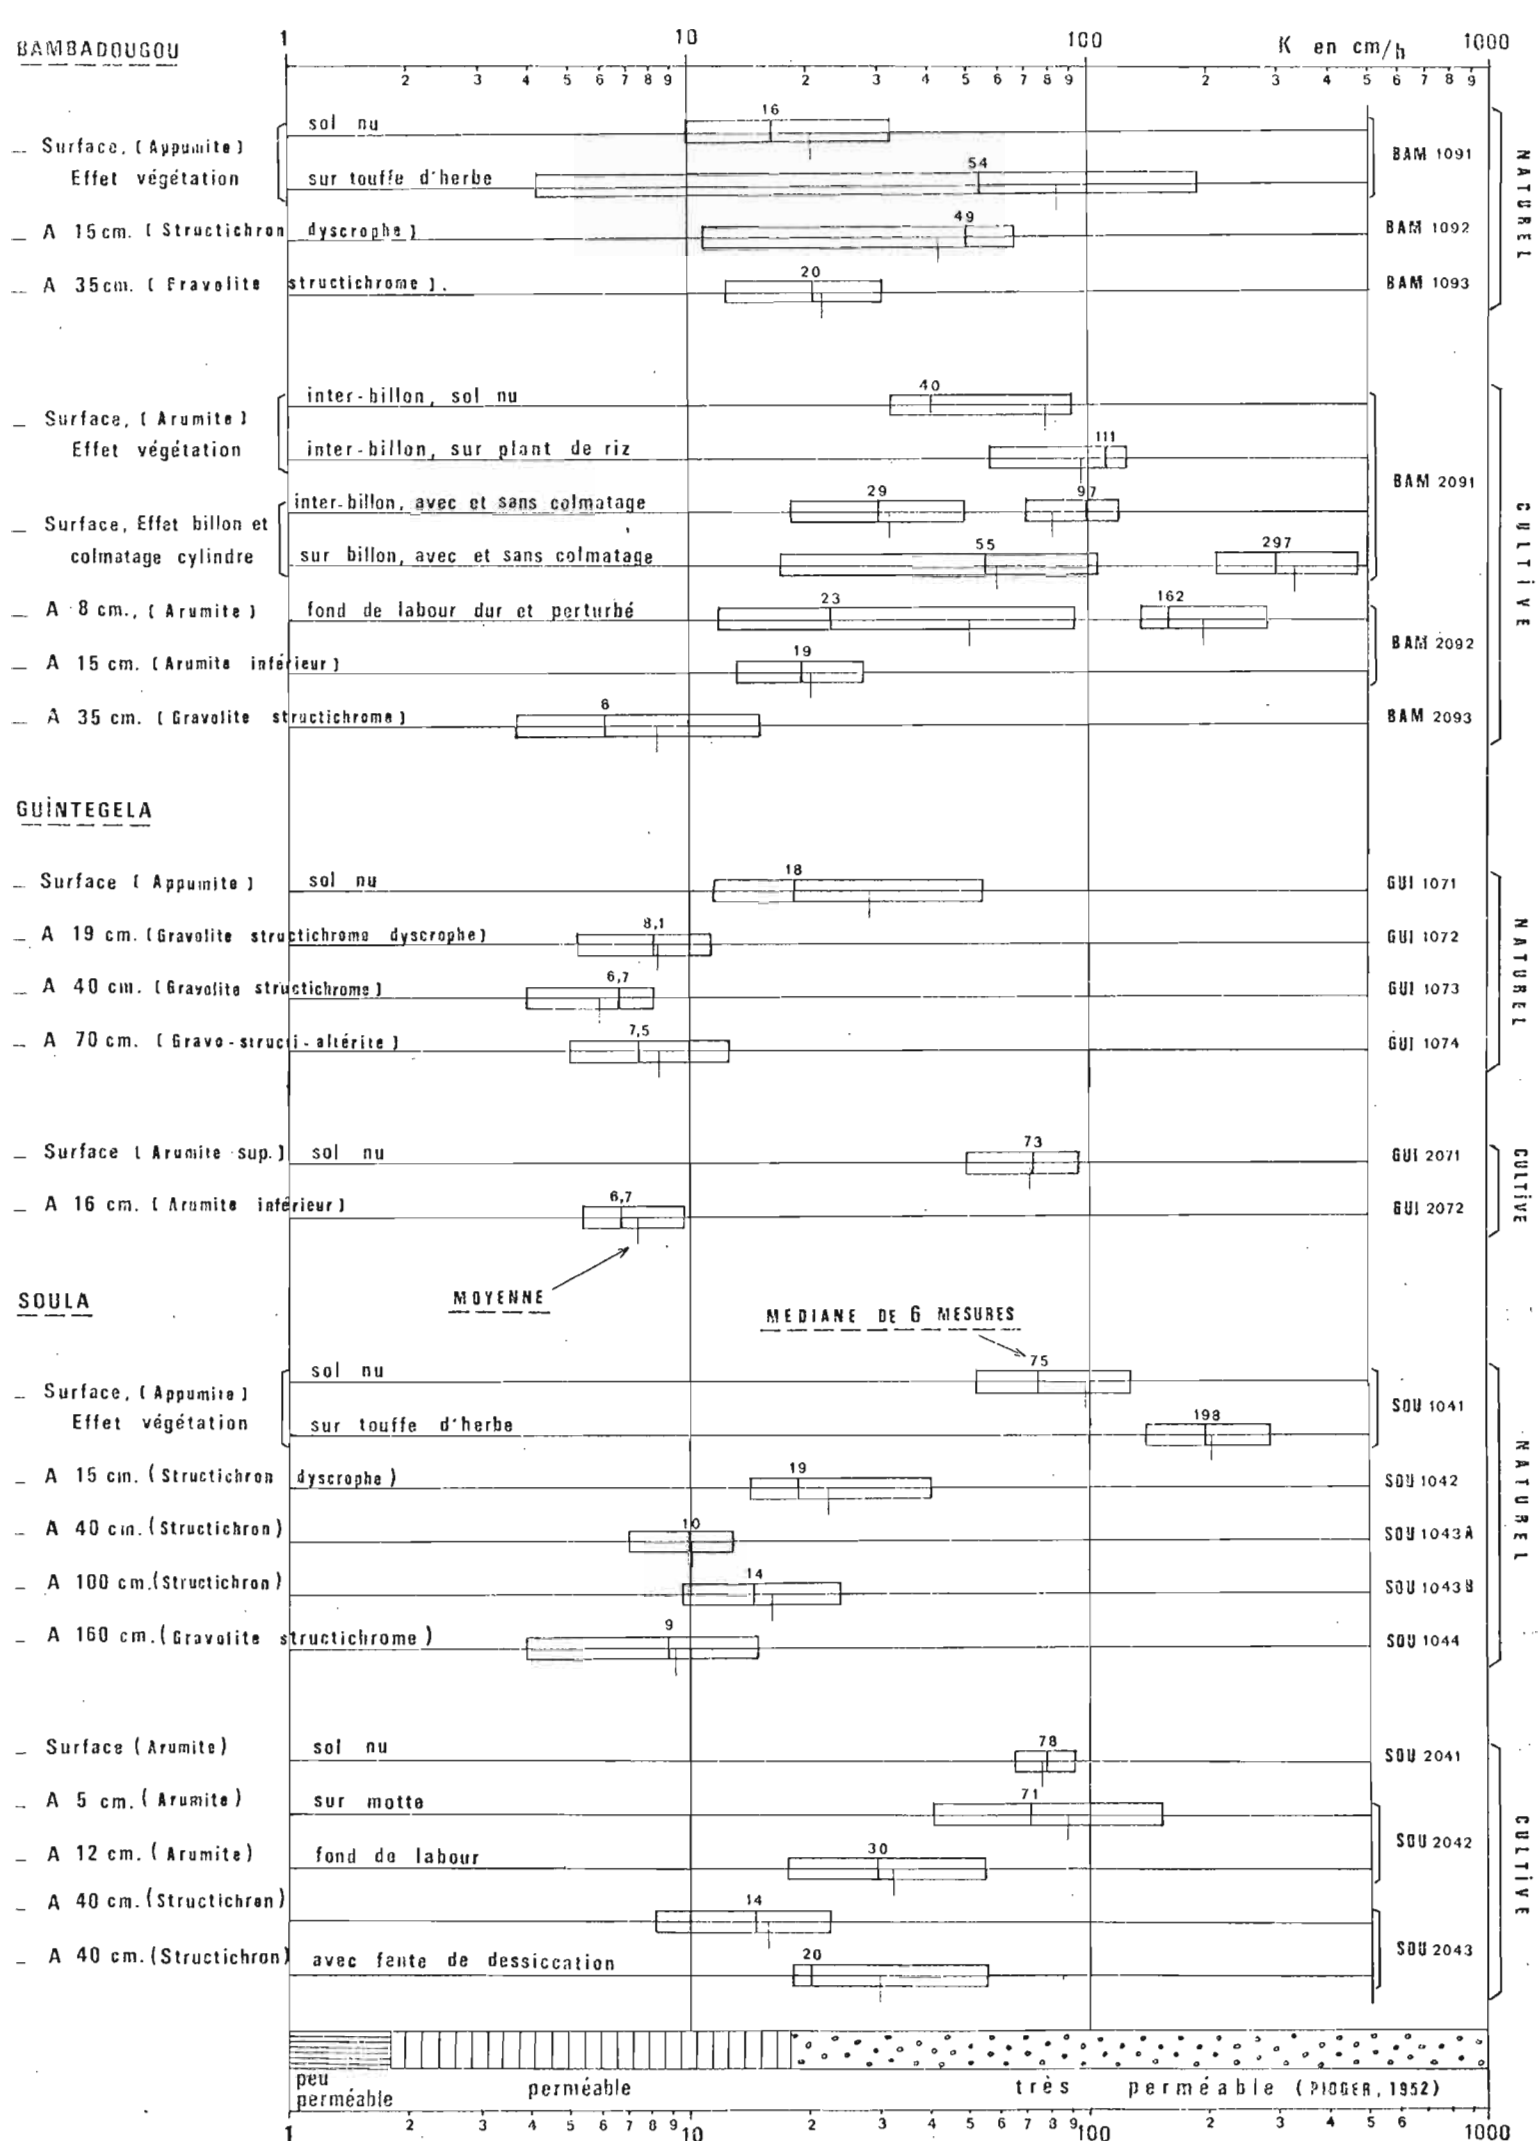 BAMBADOUGOU
1 10 100 K en cm/h 1000
2 3 4 5 6 7 8 9 2 3 4 5 6 7 8 9 2 3 4 5 6 7 8 9
_ Surface, (Appumite)
Effet végétation
sol nu 16
sur touffe d'herbe 54
BAM 1091
_ A 15 cm. (Structichron dyscrophe) 49 BAM 1092
_ A 35 cm. ( Fravolite structichrome ). 20 BAM 1093
NATUREL
_ Surface, (Arumite)
Effet végétation
inter-billon, sol nu 40
inter-billon, sur plant de riz 111
_ Surface, Effet billon et
colmatage cylindre
inter-billon, avec et sans colmatage 29 97
sur billon, avec et sans colmatage 55 297
BAM 2091
_ A 8 cm., (Arumite) fond de labour dur et perturbé 23 162
_ A 15 cm. (Arumite inférieur) 19
BAM 2092
_ A 35 cm. (Gravolite structichrome) 6 BAM 2093
CULTIVE
GUINTEGELA
_ Surface (Appumite) sol nu 18 GUI 1071
_ A 19 cm. (Gravolite structichrome dyscrophe) 8,1 GUI 1072
_ A 40 cm. (Gravolite structichrome) 6,7 GUI 1073
_ A 70 cm. (Gravo-structi-altérite) 7,5 GUI 1074
NATUREL
_ Surface (Arumite sup.) sol nu 73 GUI 2071
_ A 16 cm. (Arumite inférieur) 6,7 GUI 2072
CULTIVE
MOYENNE
SOULA
MEDIANE DE 6 MESURES
_ Surface, (Appumite)
Effet végétation
sol nu 75
sur touffe d'herbe 198
SOU 1041
_ A 15 cm. (Structichron dyscrophe) 19 SOU 1042
_ A 40 cm. (Structichron) 10 SOU 1043A
_ A 100 cm. (Structichron) 14 SOU 1043B
_ A 160 cm. (Gravolite structichrome) 9 SOU 1044
NATUREL
_ Surface (Arumite) sol nu 78 SOU 2041
_ A 5 cm. (Arumite) sur motte 71
_ A 12 cm. (Arumite) fond de labour 30
SOU 2042
_ A 40 cm. (Structichron) 14
_ A 40 cm. (Structichron) avec fente de dessiccation 20
SOU 2043
CULTIVE
peu
perméable
perméable
très perméable (PIOGER, 1952)
2 3 4 5 6 7 8 9 2 3 4 5 6 7 8 9 2 3 4 5 6
1 10 100 1000